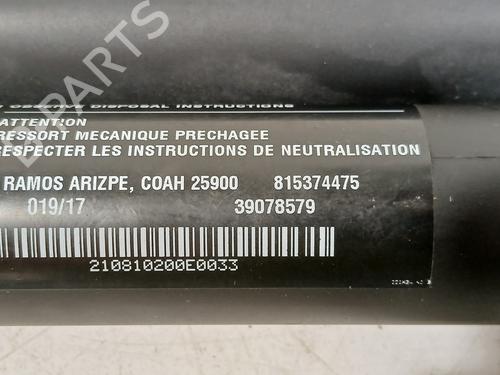 PARTS
DISPOSAL INSTRUCTIONS
ATTENTION
RESSORT MECANIQUE PRECHAGEE
RESPECTER LES INSTRUCTIONS DE NEUTRALISATION
RAMOS ARIZPE, COAH 25900 815374475
019/17 39078579
210810200E0033